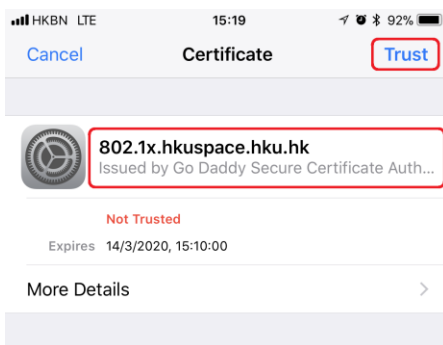 HKBN LTE 15:19 92%
Cancel Certificate Trust
802.1x.hkuspace.hku.hk
Issued by Go Daddy Secure Certificate Auth...
Not Trusted
Expires 14/3/2020, 15:10:00
More Details